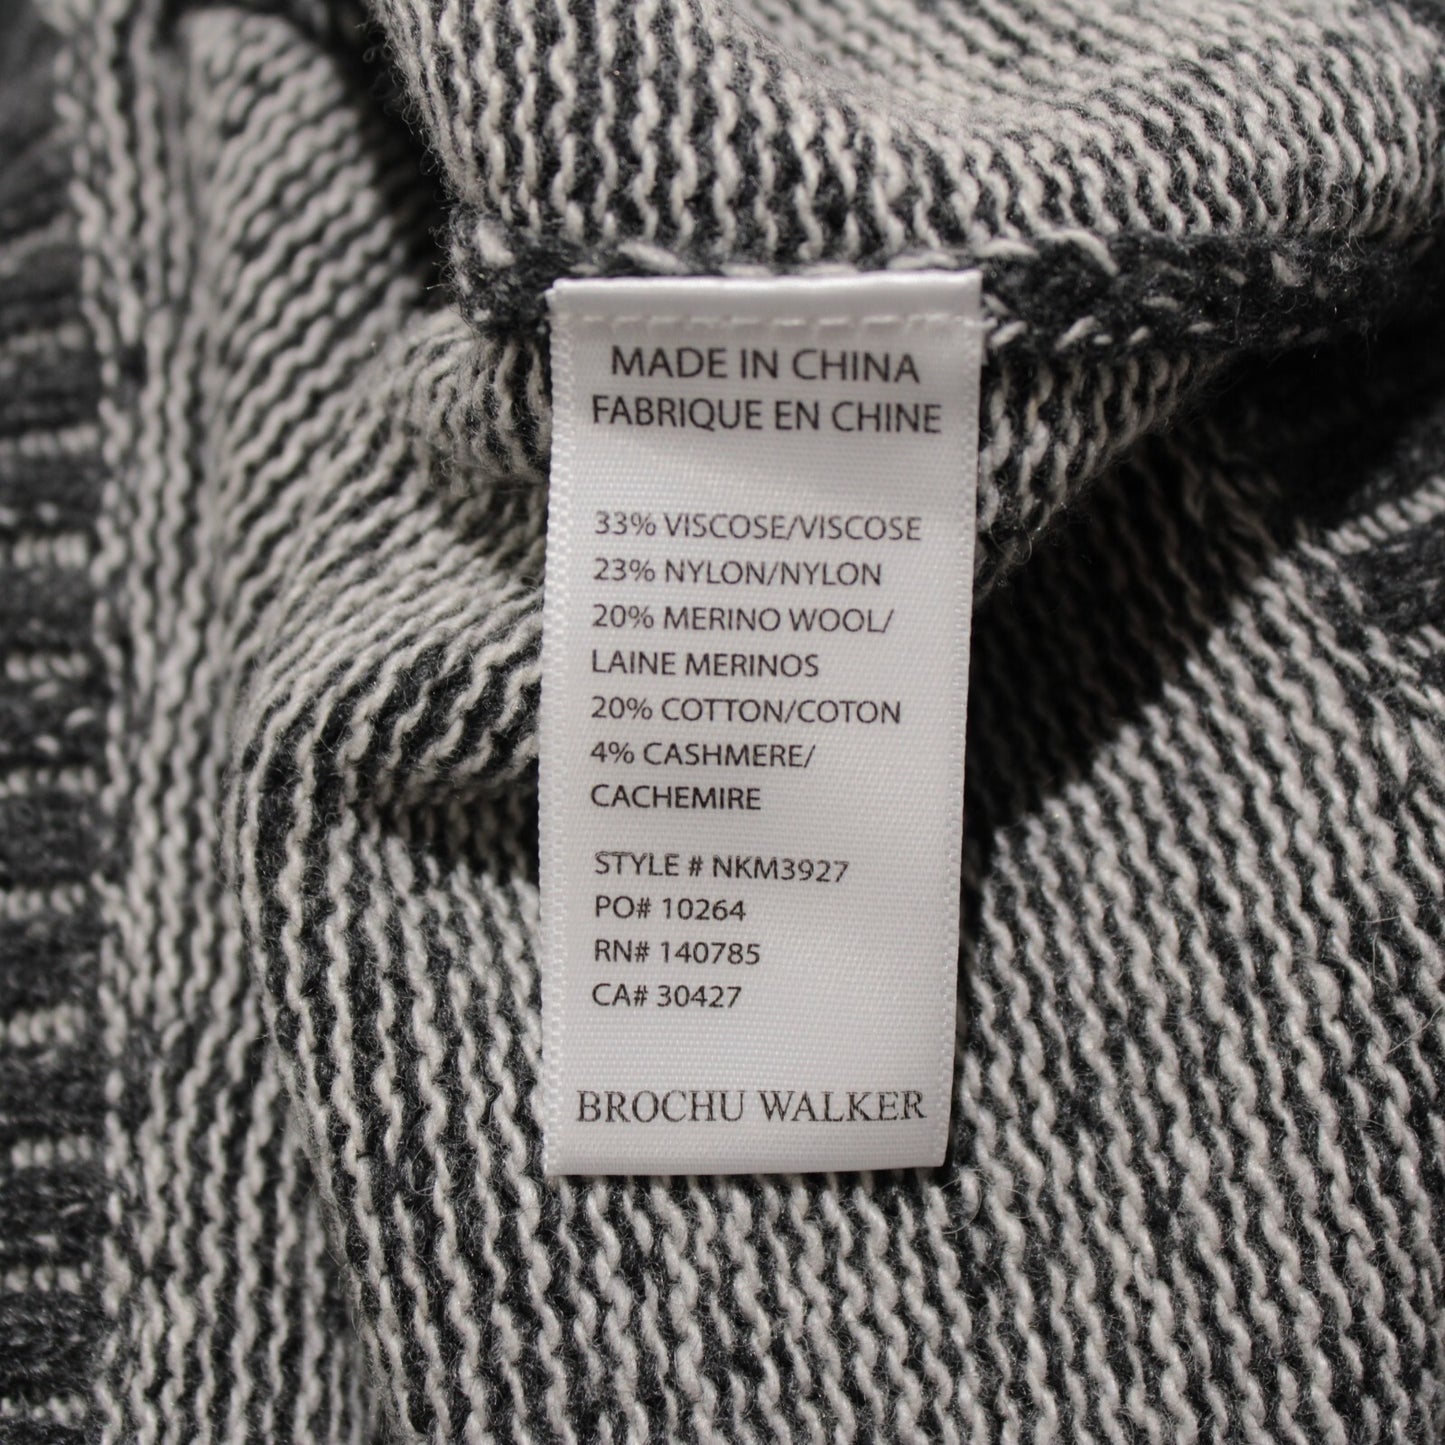 MADE IN CHINA
FABRIQUE EN CHINE
33% VISCOSE/VISCOSE
23% NYLON/NYLON
20% MERINO WOOL/
LAINE MERINOS
20% COTTON/COTON
4% CASHMERE/
CACHEMIRE
STYLE # NKM3927
PO# 10264
RN# 140785
CA# 30427
BROCHU WALKER